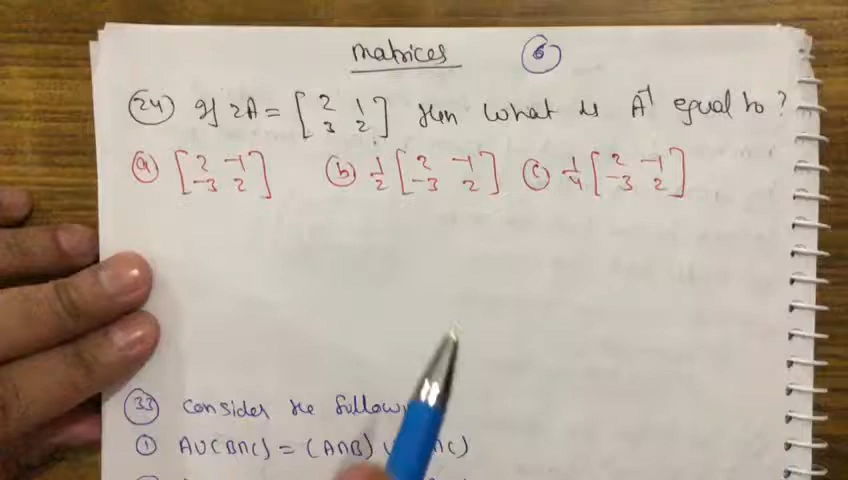 matrices 6
24 If 2A = [2 1 3 2] then what is A⁻¹ equal to ?
a [2 -1 -3 2] b 1/2 [2 -1 -3 2] c 1/4 [2 -1 -3 2]
33 Consider the follow
1 AU(B∩C) = (A∩B) ∩C)